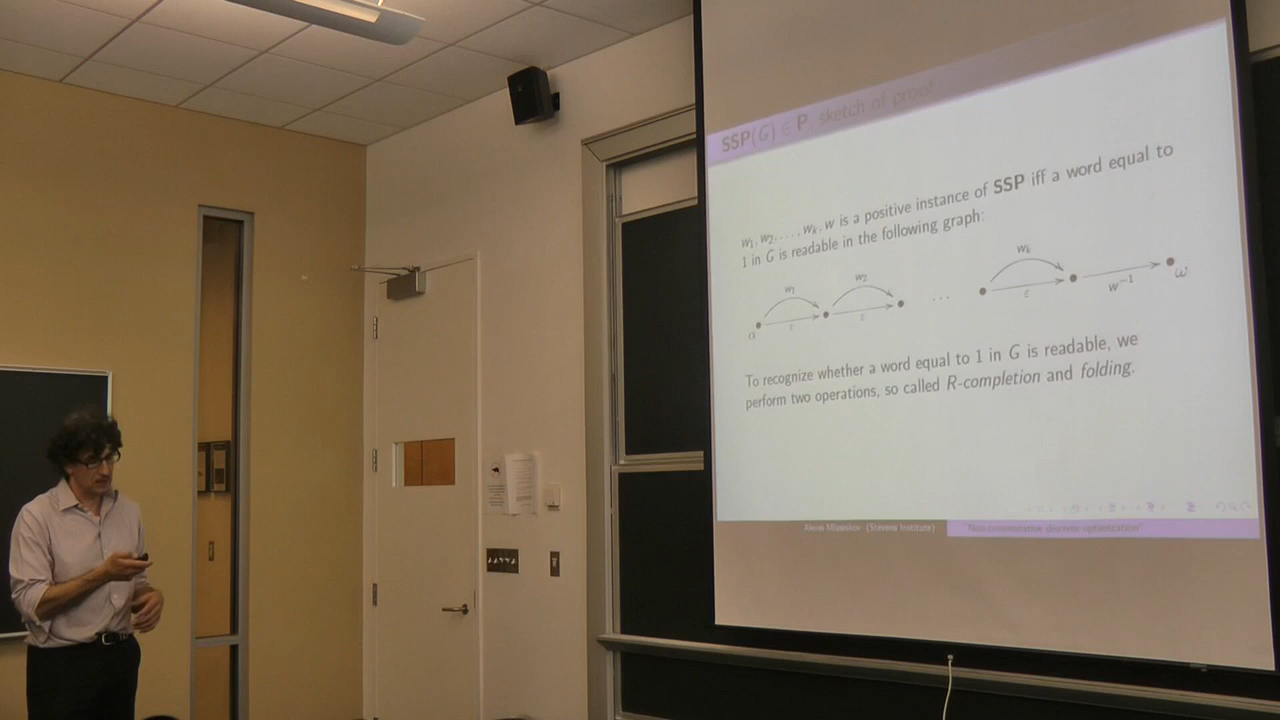 SSP(G) ∈ P, sketch of proof
w₁, w₂, . . . , wₖ, w is a positive instance of SSP iff a word equal to
1 in G is readable in the following graph:
w₁ w₂ . . . wₖ
α ε ε ε w⁻¹ ω
To recognize whether a word equal to 1 in G is readable, we
perform two operations, so called R-completion and folding.
(Stevens Institute) "Non-commutative discrete optimization"